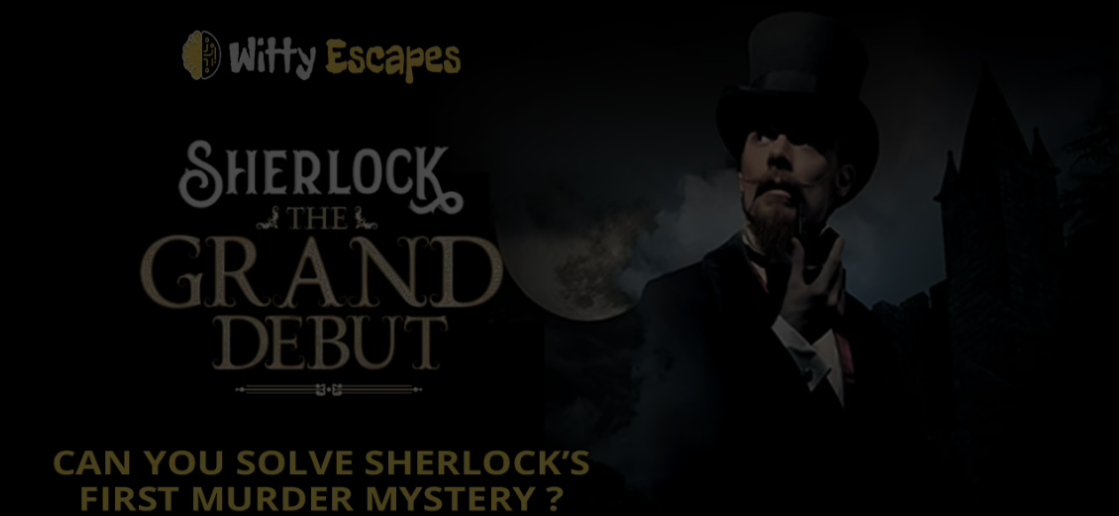 Witty Escapes
SHERLOCK
THE
GRAND
DEBUT
CAN YOU SOLVE SHERLOCK'S
FIRST MURDER MYSTERY ?